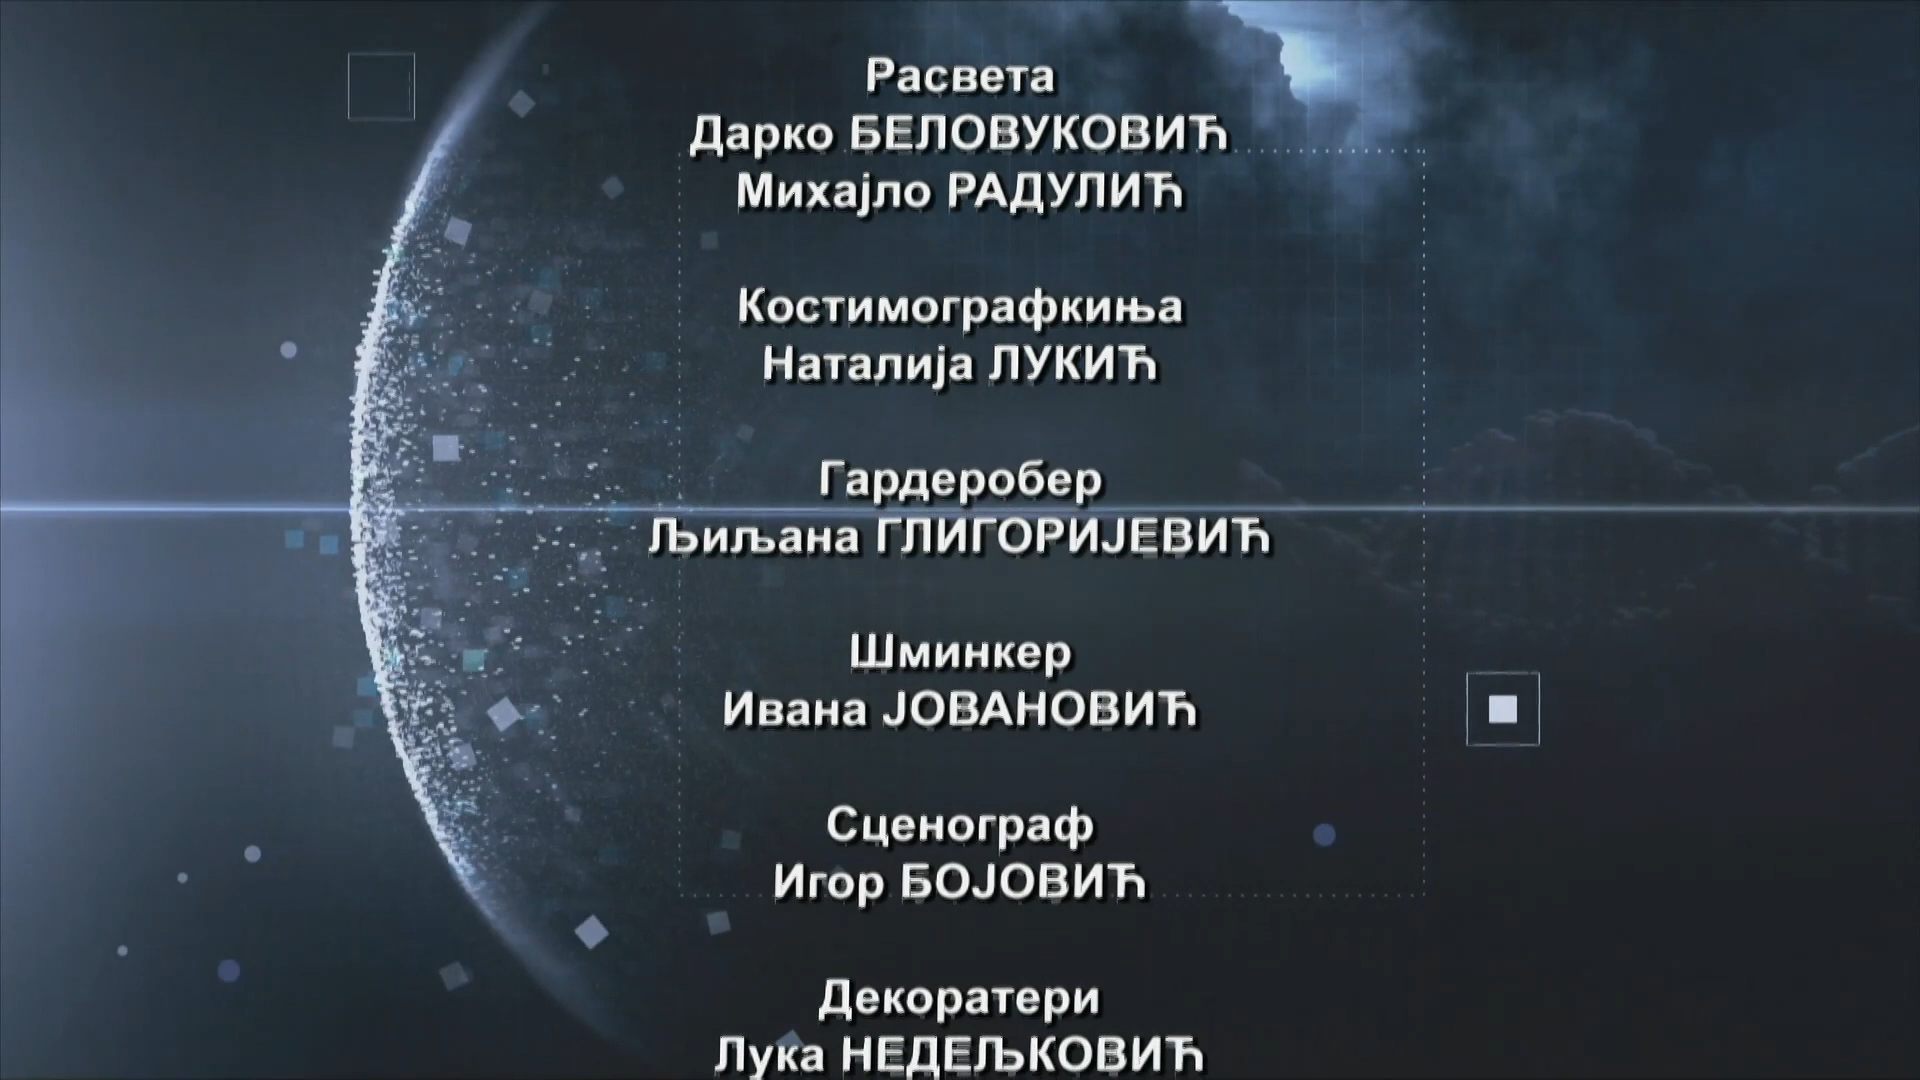 Расвета
Дарко БЕЛОВУКОВИЋ
Михајло РАДУЛИЋ
Костимографкиња
Наталија ЛУКИЋ
Гардеробер
Љиљана ГЛИГОРИЈЕВИЋ
Шминкер
Ивана ЈОВАНОВИЋ
Сценограф
Игор БОЈОВИЋ
Декоратери
Лука НЕДЕЉКОВИЋ